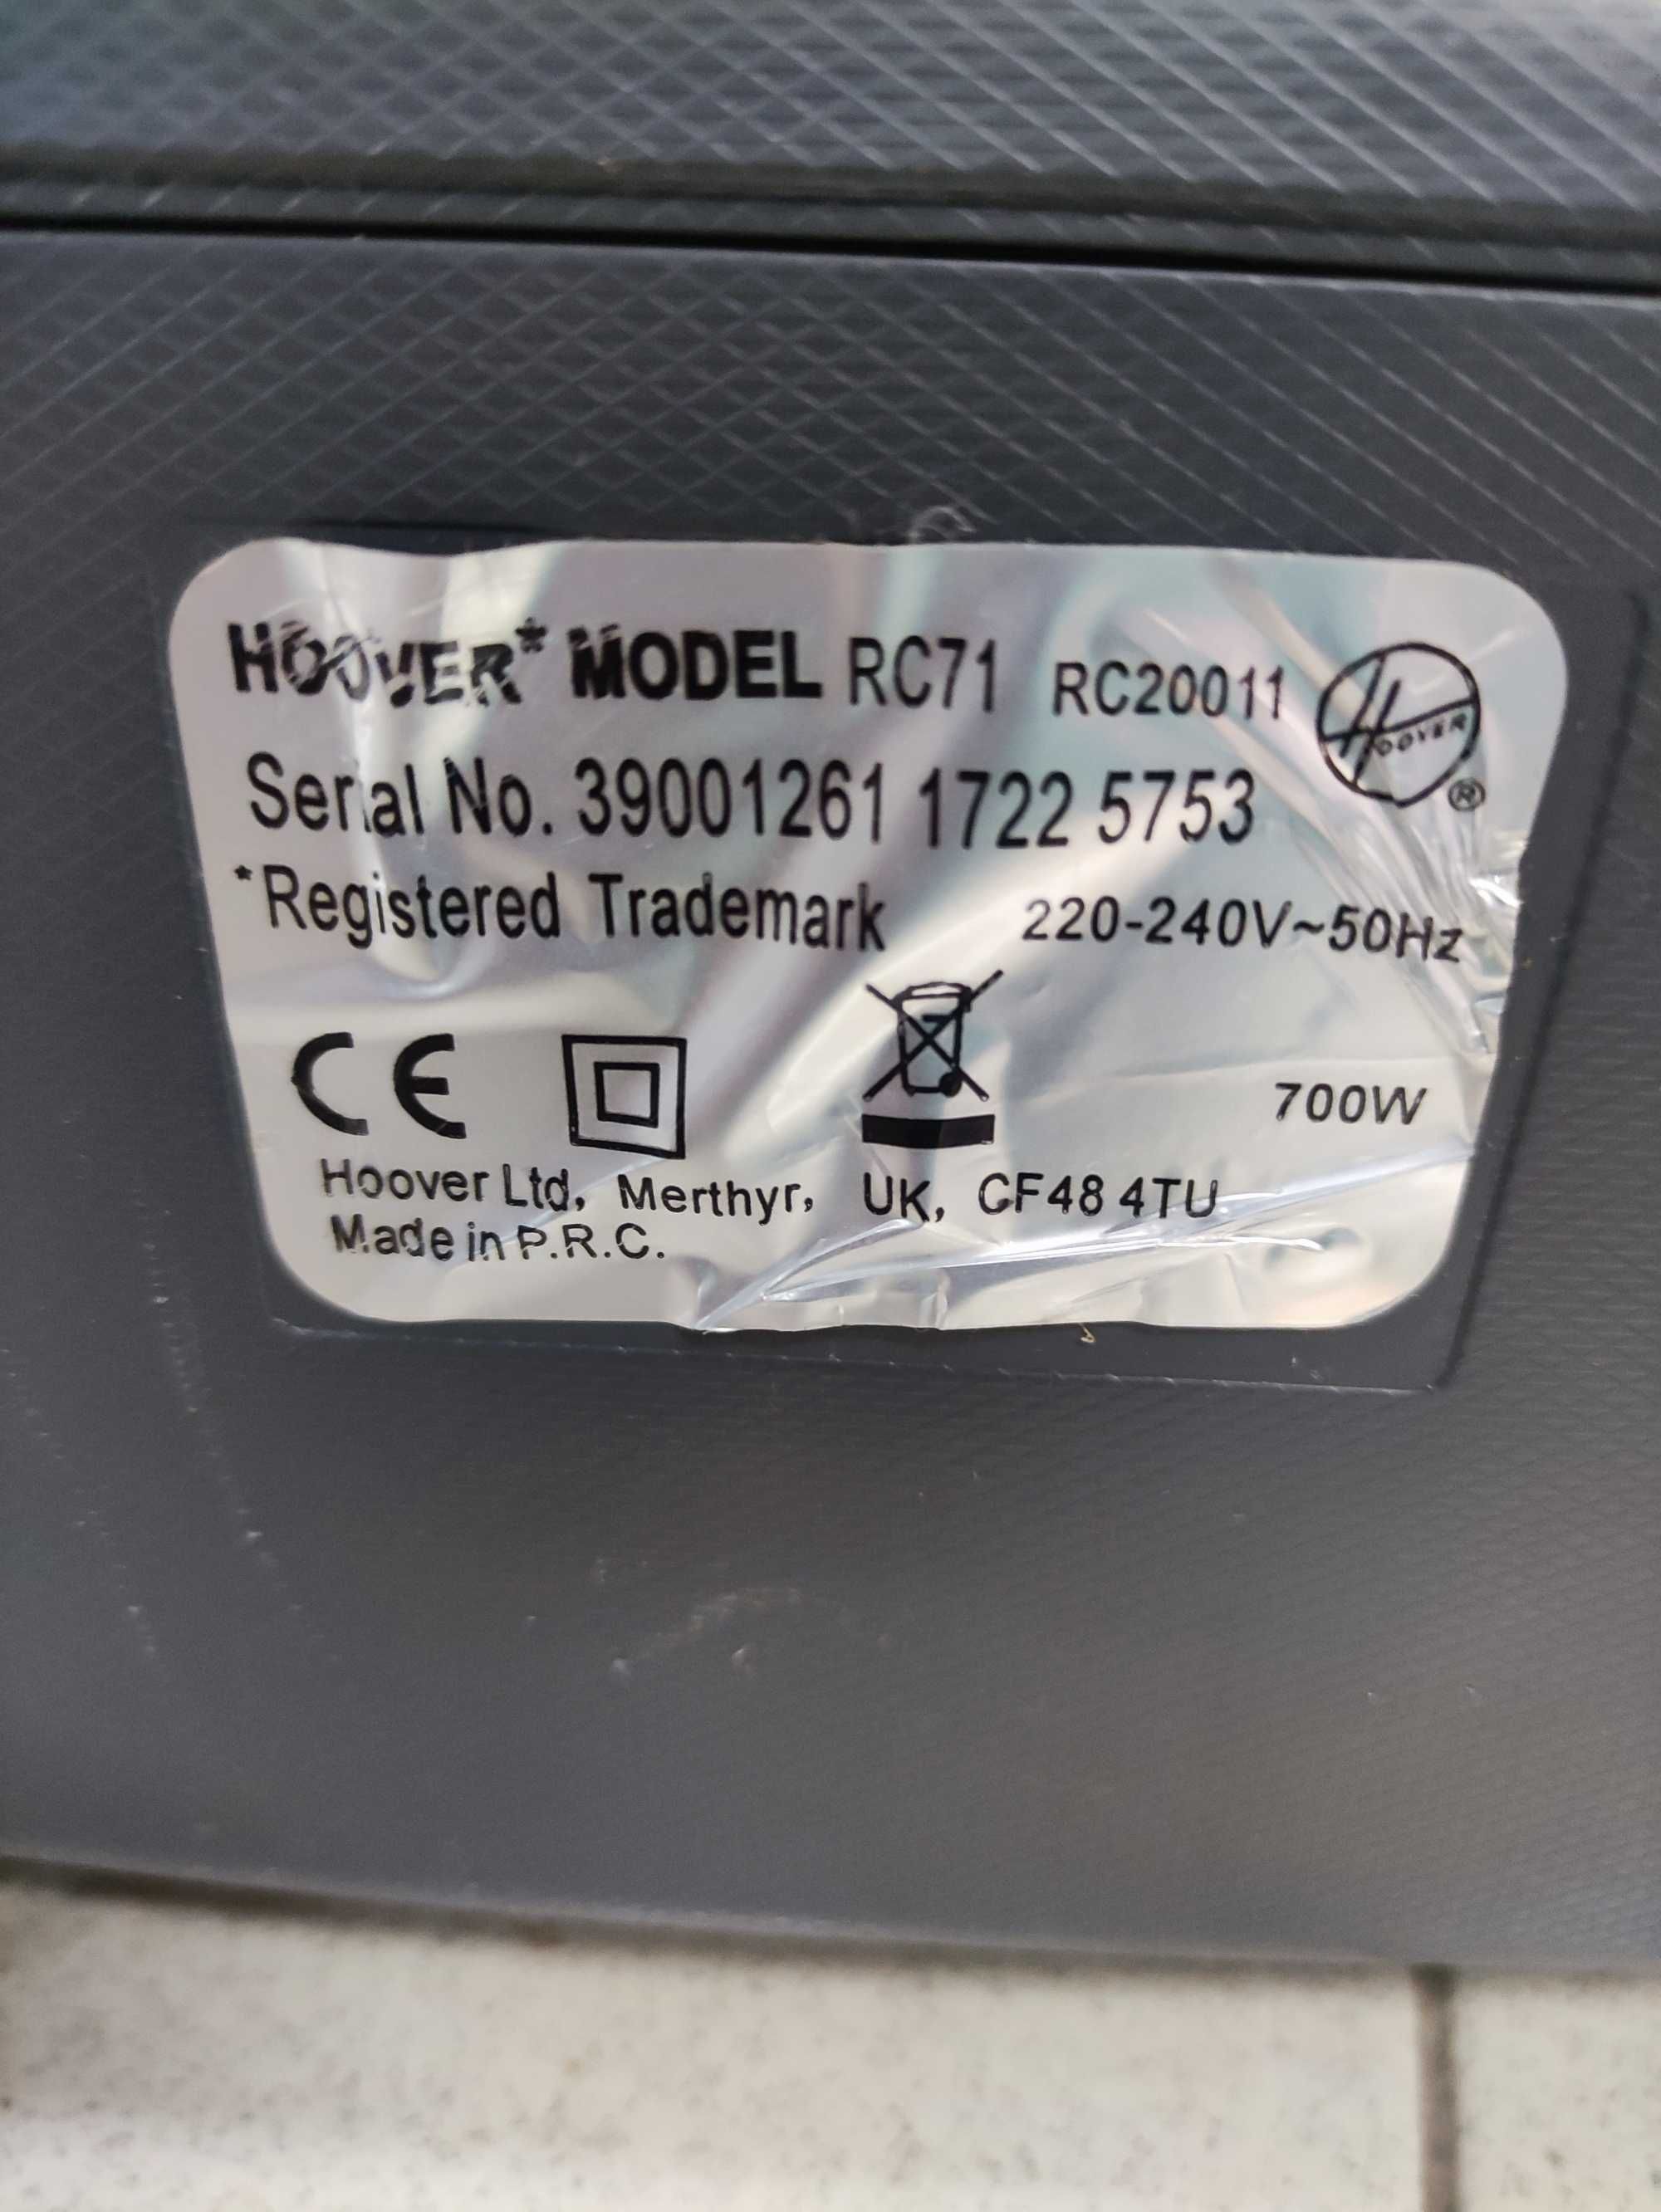 HOOVER* MODEL RC71 RC20011
HOOVER ®
Serial No. 39001261 1722 5753
*Registered Trademark 220-240V~50Hz
CE
700W
Hoover Ltd, Merthyr, UK, CF48 4TU
Made in P.R.C.